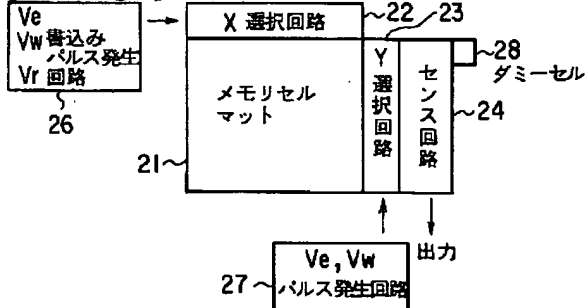 Ve
Vw 書込み
パルス発生
Vr 回路
26
X 選択回路
22
23
メモリセル
マット
21
Y選択回路
センス回路
24
28
ダミーセル
出力
Ve, Vw
パルス発生回路
27